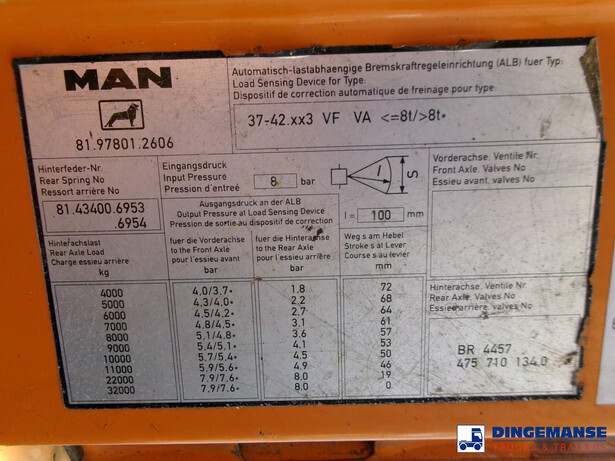 MAN
81.97801.2606
Automatisch-lastabhaengige Bremskraftregeleinrichtung (ALB) fuer Typ:
Load Sensing Device for Type:
Dispositif de correction automatique de freinage pour type:
37-42.xx3 VF VA <=8t/>8t*
Hinterfeder-Nr.
Rear Spring No
Ressort arrière No
81.43400.6953
.6954
Eingangsdruck
Input Pressure
Pression d'entrée
8 bar
l
S
Ausgangsdruck an der ALB
Output Pressure at Load Sensing Device
Pression de sortie au dispositif de correction
l = 100 mm
Vorderachse. Ventile Nr.
Front Axle. Valves No
Essieu avant. valves No
Hinterachslast
Rear Axle Load
Charge essieu arrière
kg
fuer die Vorderachse
to the Front Axle
pour l'essieu avant
bar
fuer die Hinterachse
to the Rear Axle
pour l'essieu arrière
bar
Weg s am Hebel
Stroke s at Lever
Course s au levier
mm
4000 4,0/3,7* 1.8 72
5000 4,3/4,0* 2.2 68
6000 4,5/4,2* 2.7 64
7000 4,8/4,5* 3.1 61
8000 5,1/4,8* 3.6 57
9000 5,4/5,1* 4.1 53
10000 5,7/5,4* 4.5 50
11000 5,9/5,6* 4.9 46
22000 7,9/7,6* 8.0 19
32000 7,9/7,6* 8.0 0
Hinterachse. Ventile Nr.
Rear Axle. Valves No
Essieu arrière. Valves No
BR 4457
475 710 134.0
DINGEMANSE
TRUCKS & TRAILERS